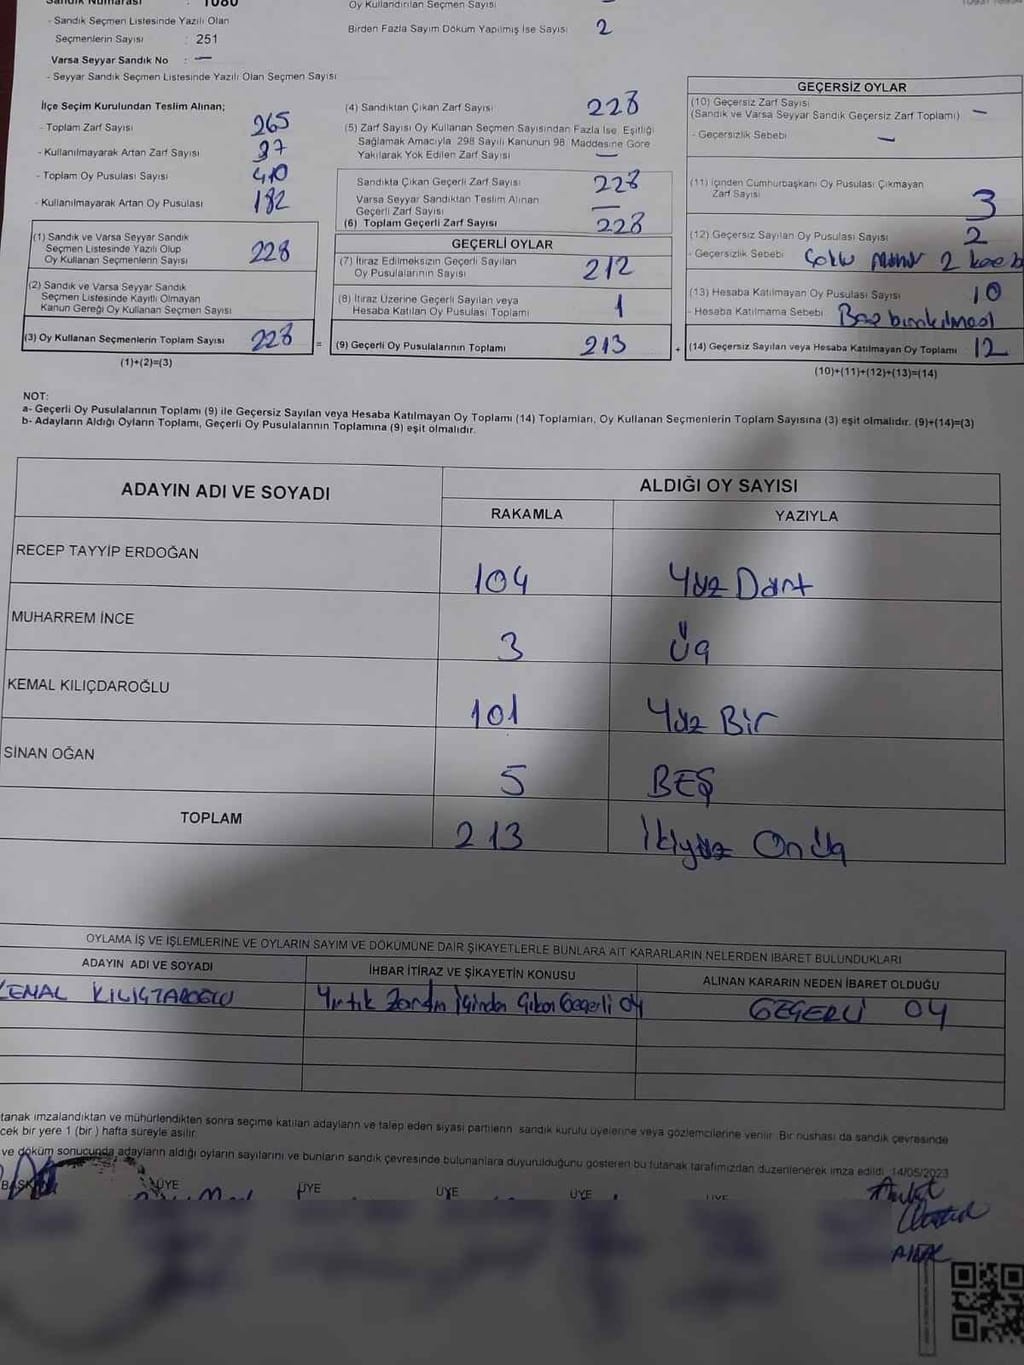 Sandık Numarası : 1080
- Sandık Seçmen Listesinde Yazılı Olan
Seçmenlerin Sayısı : 251
Varsa Seyyar Sandık No : —
- Seyyar Sandık Seçmen Listesinde Yazılı Olan Seçmen Sayısı
Oy Kullandırılan Seçmen Sayısı
Birden Fazla Sayım Döküm Yapılmış İse Sayısı 2
İlçe Seçim Kurulundan Teslim Alınan;
- Toplam Zarf Sayısı 265
- Kullanılmayarak Artan Zarf Sayısı 37
- Toplam Oy Pusulası Sayısı 410
- Kullanılmayarak Artan Oy Pusulası 182
(1) Sandık ve Varsa Seyyar Sandık
Seçmen Listesinde Yazılı Olup
Oy Kullanan Seçmenlerin Sayısı 228
(2) Sandık ve Varsa Seyyar Sandık
Seçmen Listesinde Kayıtlı Olmayan
Kanun Gereği Oy Kullanan Seçmen Sayısı
(3) Oy Kullanan Seçmenlerin Toplam Sayısı 228
(1)+(2)=(3)
(4) Sandıktan Çıkan Zarf Sayısı 228
(5) Zarf Sayısı Oy Kullanan Seçmen Sayısından Fazla İse, Eşitliği
Sağlamak Amacıyla 298 Sayılı Kanunun 98. Maddesine Göre
Yakılarak Yok Edilen Zarf Sayısı —
Sandıkta Çıkan Geçerli Zarf Sayısı 228
Varsa Seyyar Sandıktan Teslim Alınan
Geçerli Zarf Sayısı —
(6) Toplam Geçerli Zarf Sayısı 228
GEÇERLİ OYLAR
(7) İtiraz Edilmeksizin Geçerli Sayılan
Oy Pusulalarının Sayısı 212
(8) İtiraz Üzerine Geçerli Sayılan veya
Hesaba Katılan Oy Pusulası Toplamı 1
= (9) Geçerli Oy Pusulalarının Toplamı 213
GEÇERSİZ OYLAR
(10) Geçersiz Zarf Sayısı
(Sandık ve Varsa Seyyar Sandık Geçersiz Zarf Toplamı) —
- Geçersizlik Sebebi —
(11) İçinden Cumhurbaşkanı Oy Pusulası Çıkmayan
Zarf Sayısı 3
(12) Geçersiz Sayılan Oy Pusulası Sayısı 2
- Geçersizlik Sebebi Çoklu Mühür 2
(13) Hesaba Katılmayan Oy Pusulası Sayısı 10
- Hesaba Katılmama Sebebi Boş bırakılması
+ (14) Geçersiz Sayılan veya Hesaba Katılmayan Oy Toplamı 12
(10)+(11)+(12)+(13)=(14)
NOT:
a- Geçerli Oy Pusulalarının Toplamı (9) ile Geçersiz Sayılan veya Hesaba Katılmayan Oy Toplamı (14) Toplamları, Oy Kullanan Seçmenlerin Toplam Sayısına (3) eşit olmalıdır. (9)+(14)=(3)
b- Adayların Aldığı Oyların Toplamı, Geçerli Oy Pusulalarının Toplamına (9) eşit olmalıdır.
ADAYIN ADI VE SOYADI
ALDIĞI OY SAYISI
RAKAMLA YAZIYLA
RECEP TAYYİP ERDOĞAN 104 Yüz Dört
MUHARREM İNCE 3 Üç
KEMAL KILIÇDAROĞLU 101 Yüz Bir
SİNAN OĞAN 5 BEŞ
TOPLAM 213 İkiyüz Onüç
OYLAMA İŞ VE İŞLEMLERİNE VE OYLARIN SAYIM VE DÖKÜMÜNE DAİR ŞİKAYETLERLE BUNLARA AİT KARARLARIN NELERDEN İBARET BULUNDUKLARI
ADAYIN ADI VE SOYADI İHBAR İTİRAZ VE ŞİKAYETİN KONUSU ALINAN KARARIN NEDEN İBARET OLDUĞU
KEMAL KILIÇTAROĞLU Yırtık Zarfın İçinden Çıkan Geçerli Oy GEÇERLİ OY
tanak imzalandıktan ve mühürlendikten sonra seçime katılan adayların ve talep eden siyasi partilerin sandık kurulu üyelerine veya gözlemcilerine verilir. Bir nüshası da sandık çevresinde
cek bir yere 1 (bir ) hafta süreyle asılır.
ve döküm sonucunda adayların aldığı oyların sayılarını ve bunların sandık çevresinde bulunanlara duyurulduğunu gösteren bu tutanak tarafımızdan düzenlenerek imza edildi. 14/05/2023
BAŞKAN ÜYE ÜYE ÜYE ÜYE ÜYE